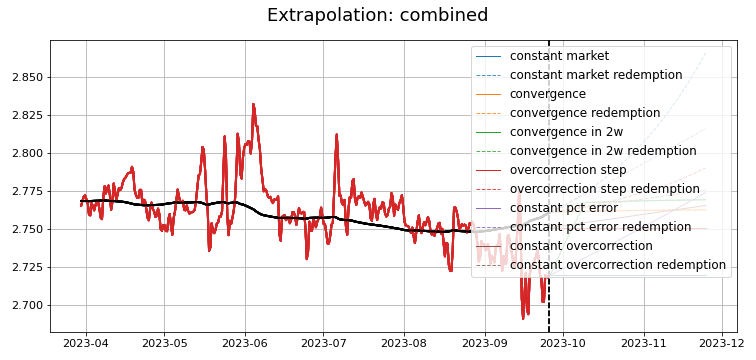 Extrapolation: combined
2.850
2.825
2.800
2.775
2.750
2.725
2.700
constant market
constant market redemption
convergence
convergence redemption
convergence in 2w
convergence in 2w redemption
overcorrection step
overcorrection step redemption
constant pct error
constant pct error redemption
constant overcorrection
constant overcorrection redemption
2023-04 2023-05 2023-06 2023-07 2023-08 2023-09 2023-10 2023-11 2023-12